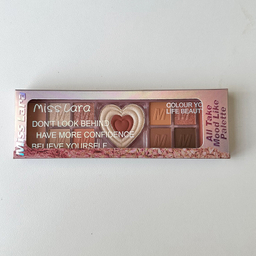 Miss Lara
Miss Lara
DON'T LOOK BEHIND
HAVE MORE CONFIDENCE
BELIEVE YOURSELF
COLOUR YO
LIFE BEAUTI
All Take
Mood Like
Palette